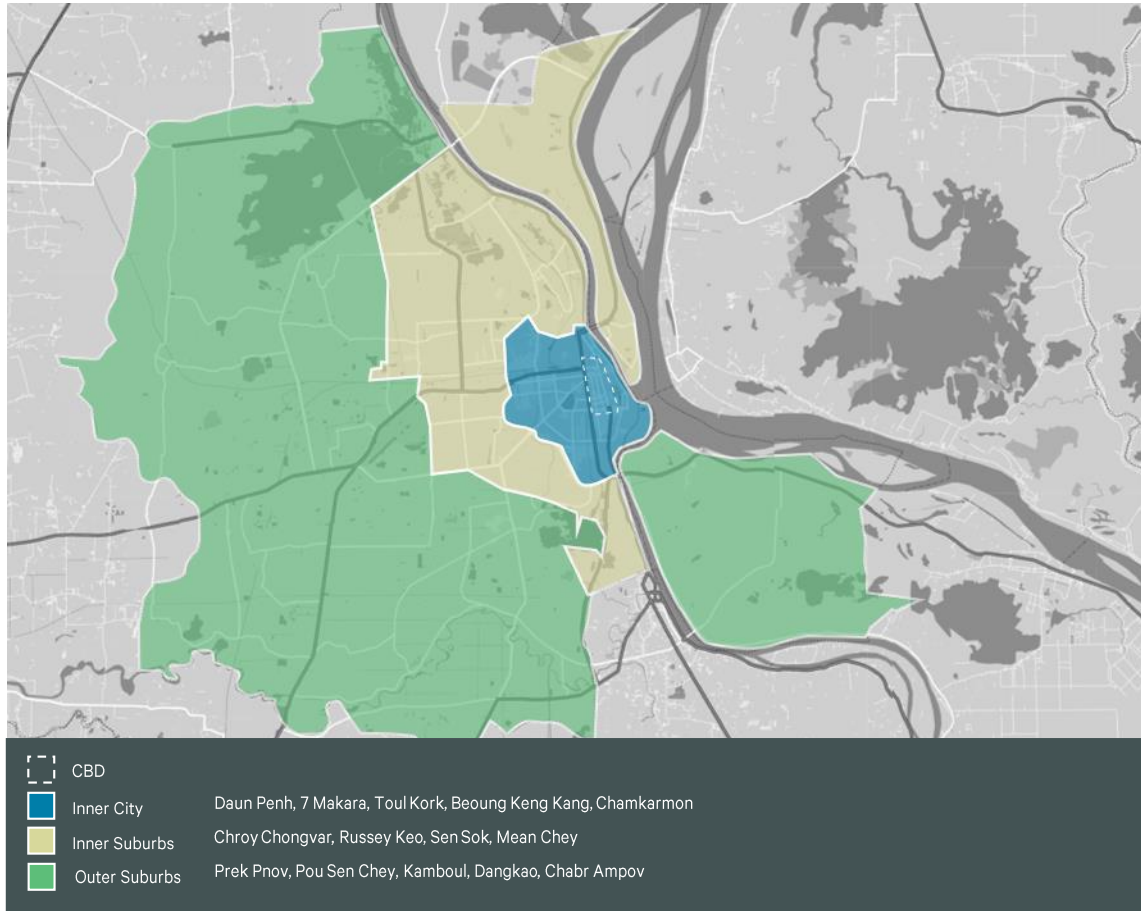 CBD
Inner City Daun Penh, 7 Makara, Toul Kork, Beoung Keng Kang, Chamkarmon
Inner Suburbs Chroy Chongvar, Russey Keo, Sen Sok, Mean Chey
Outer Suburbs Prek Pnov, Pou Sen Chey, Kamboul, Dangkao, Chabr Ampov